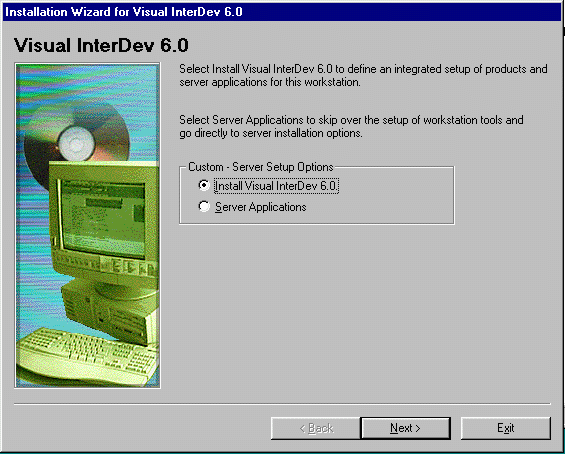 Installation Wizard for Visual InterDev 6.0
Visual InterDev 6.0
Select Install Visual InterDev 6.0 to define an integrated setup of products and
server applications for this workstation.
Select Server Applications to skip over the setup of workstation tools and
go directly to server installation options.
Custom - Server Setup Options
Install Visual InterDev 6.0
Server Applications
< Back
Next >
Exit